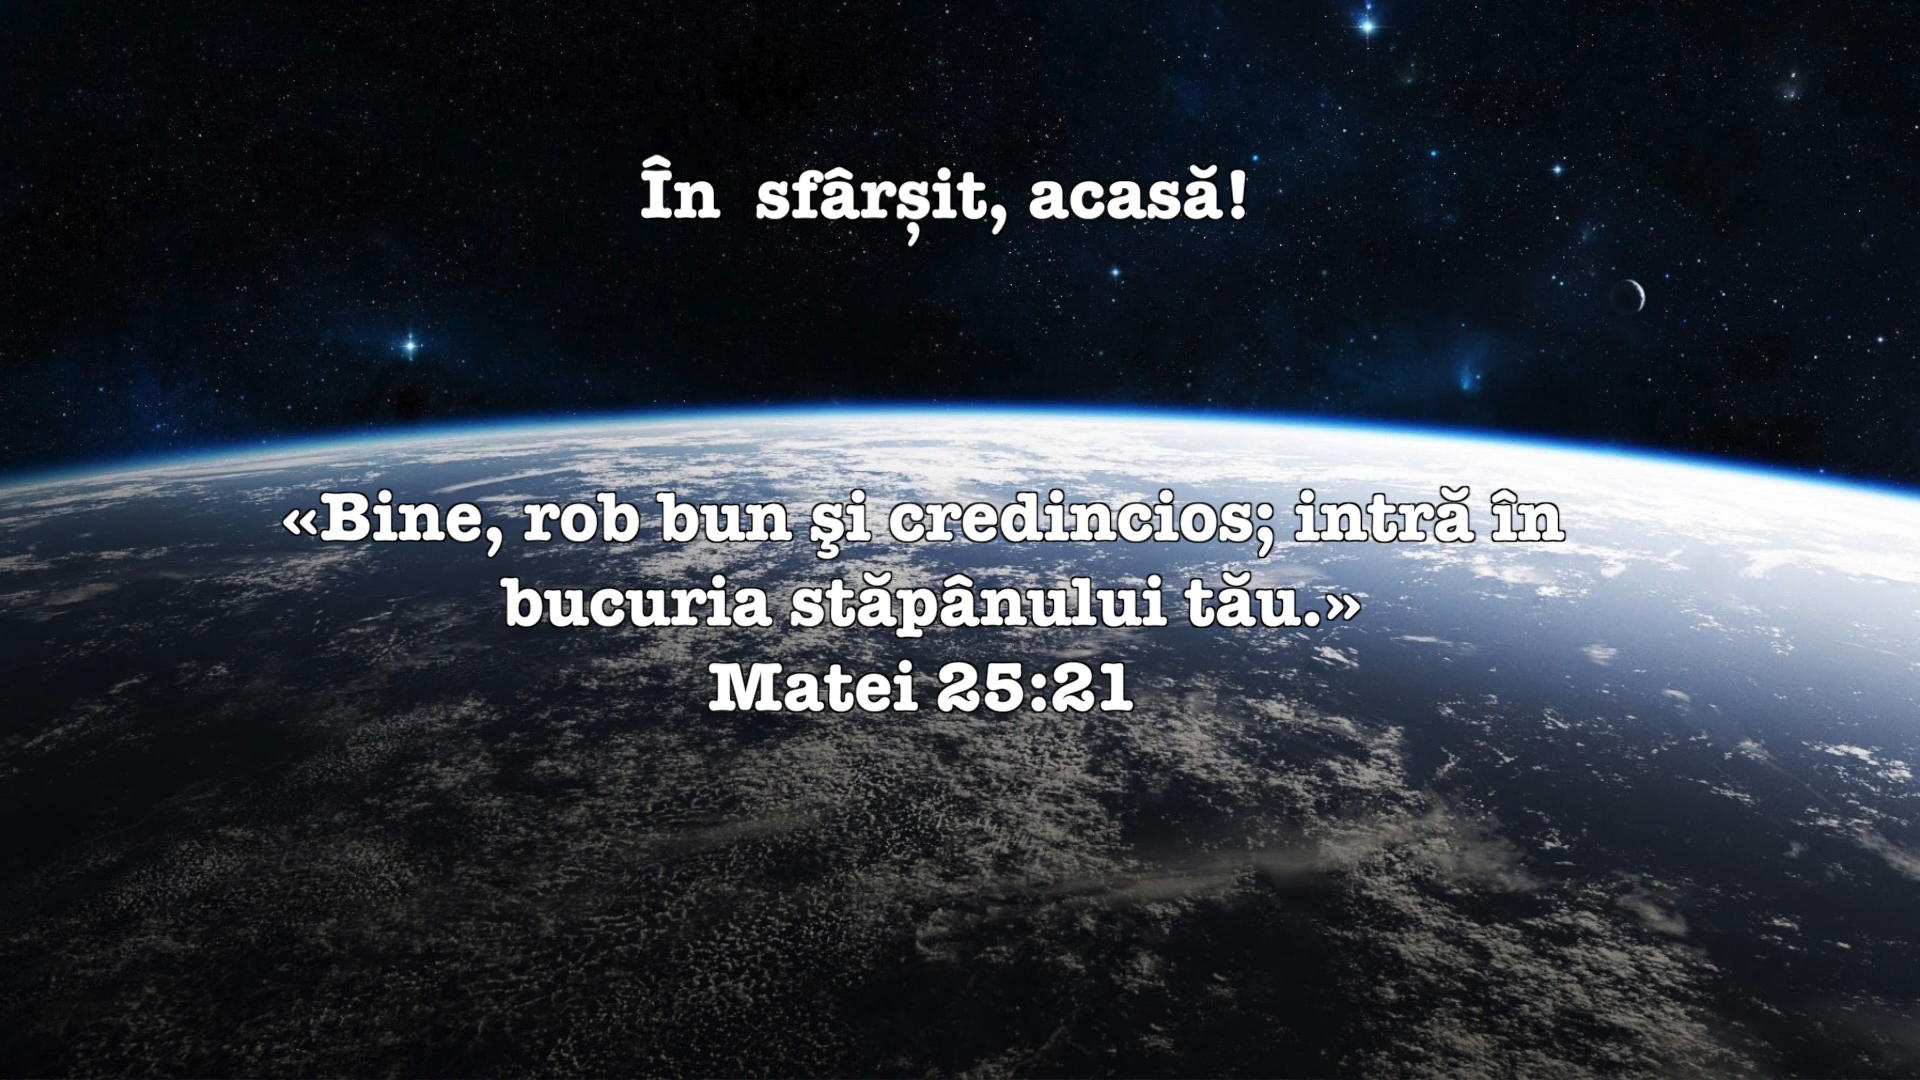 În  sfârșit, acasă!
«Bine, rob bun şi credincios; intră în
bucuria stăpânului tău.»
Matei 25:21